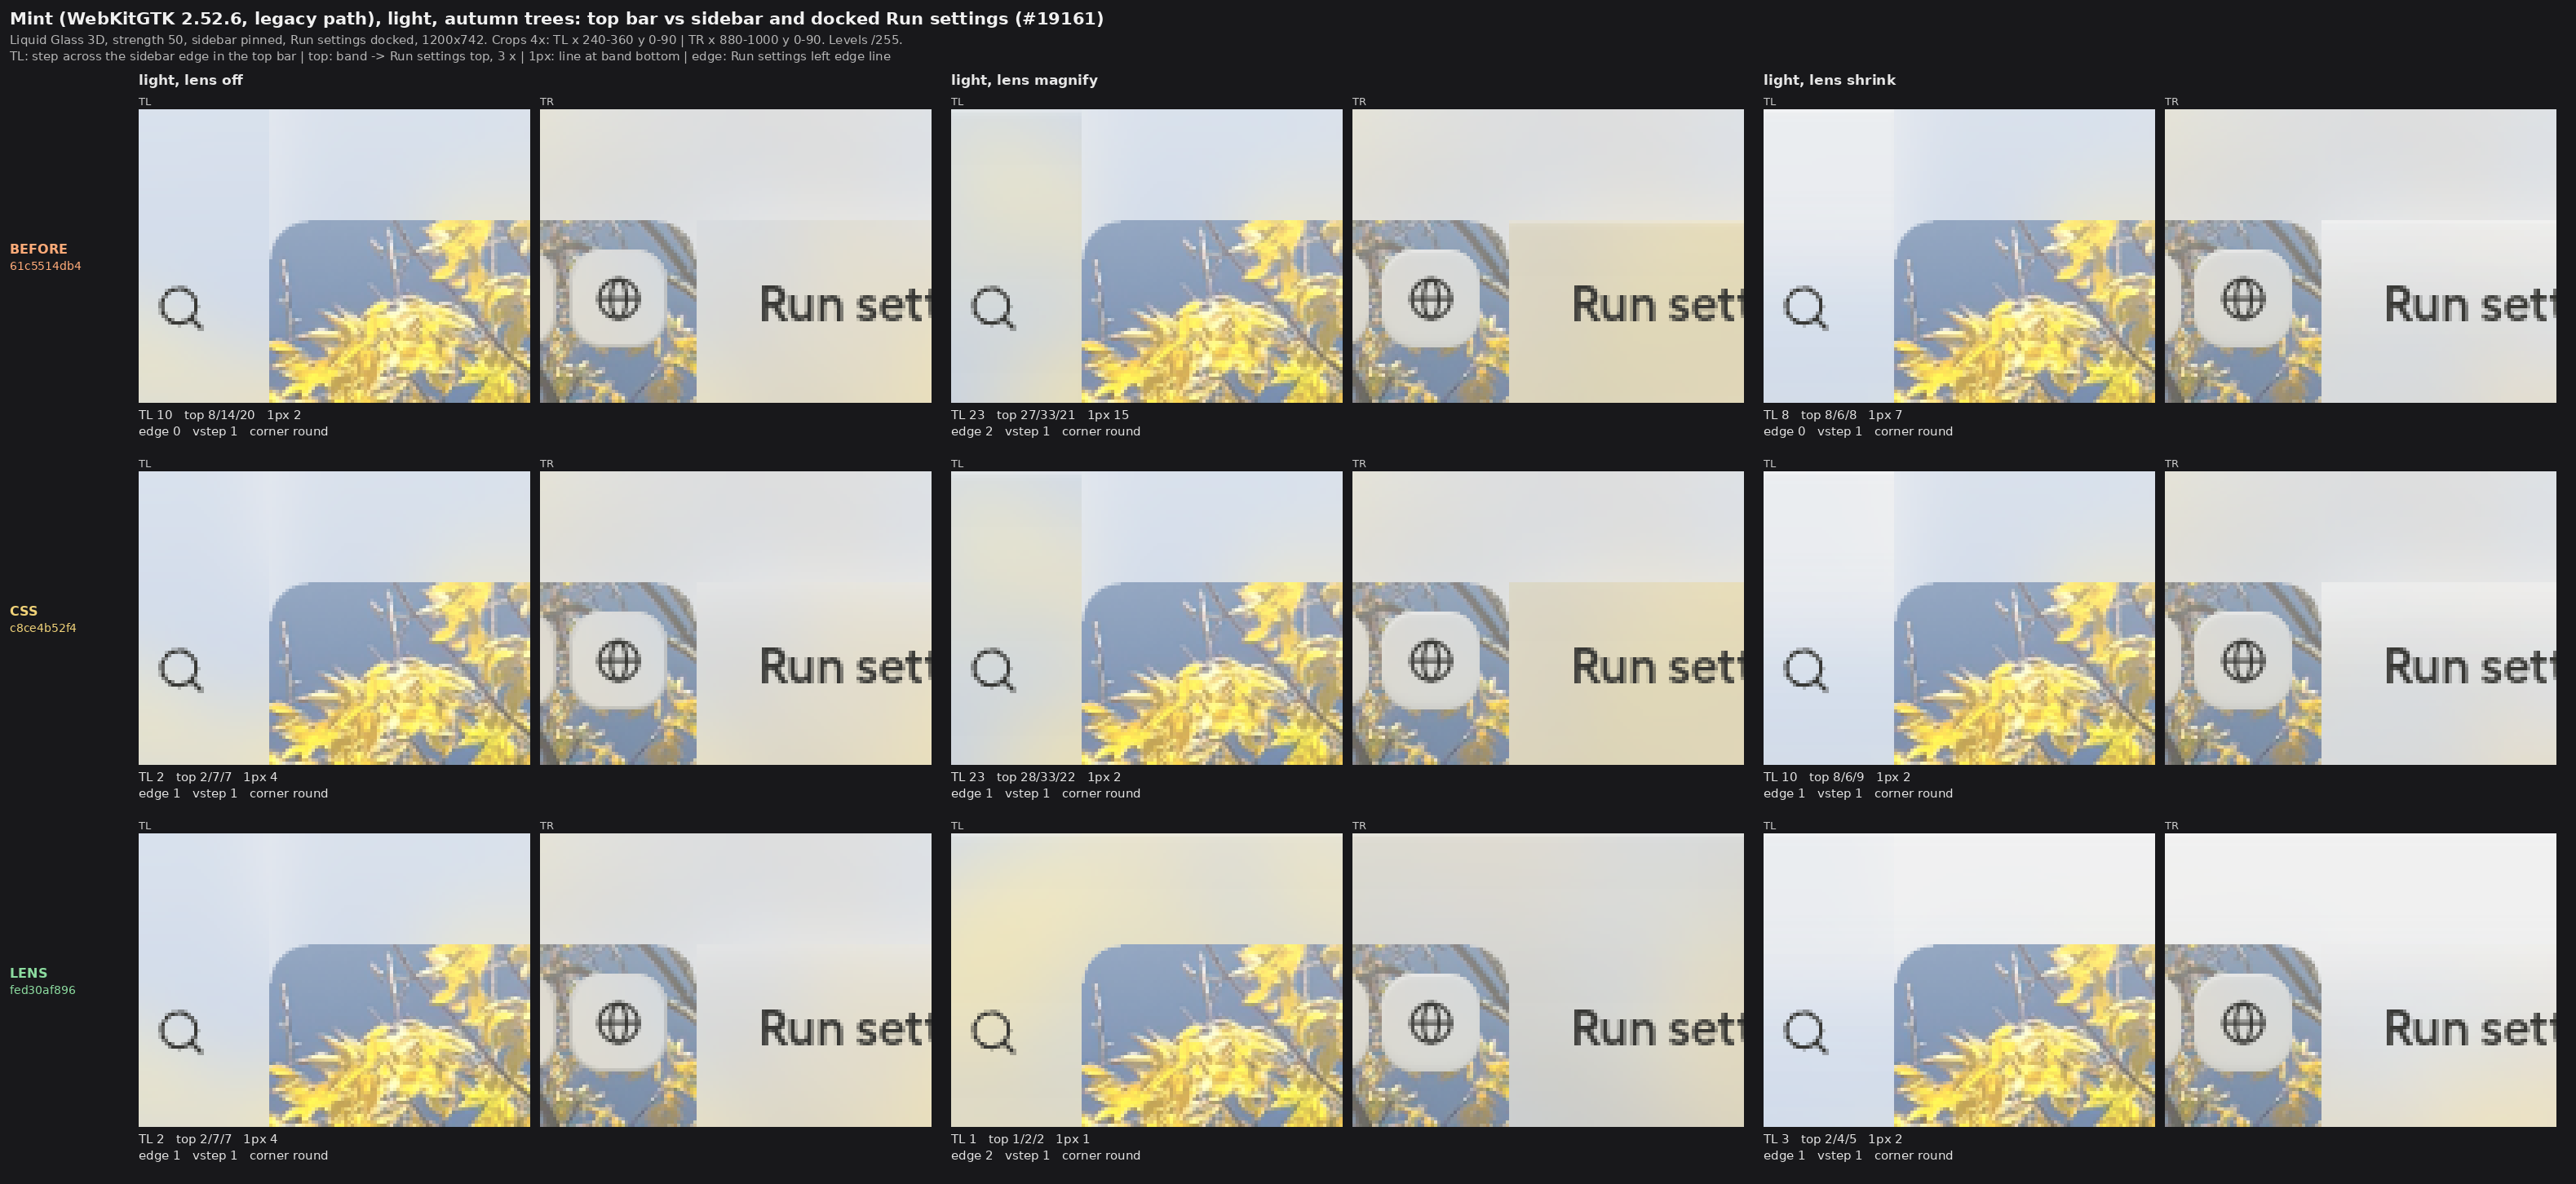 Mint (WebKitGTK 2.52.6, legacy path), light, autumn trees: top bar vs sidebar and docked Run settings (#19161)
Liquid Glass 3D, strength 50, sidebar pinned, Run settings docked, 1200x742. Crops 4x: TL x 240-360 y 0-90 | TR x 880-1000 y 0-90. Levels /255.
TL: step across the sidebar edge in the top bar | top: band -> Run settings top, 3 x | 1px: line at band bottom | edge: Run settings left edge line
light, lens off
light, lens magnify
light, lens shrink
TL
TR
TL
TR
TL
TR
BEFORE
61c5514db4
Run sett
Run sett
Run sett
TL 10 top 8/14/20 1px 2
edge 0 vstep 1 corner round
TL 23 top 27/33/21 1px 15
edge 2 vstep 1 corner round
TL 8 top 8/6/8 1px 7
edge 0 vstep 1 corner round
TL
TR
TL
TR
TL
TR
CSS
c8ce4b52f4
Run sett
Run sett
Run sett
TL 2 top 2/7/7 1px 4
edge 1 vstep 1 corner round
TL 23 top 28/33/22 1px 2
edge 1 vstep 1 corner round
TL 10 top 8/6/9 1px 2
edge 1 vstep 1 corner round
TL
TR
TL
TR
TL
TR
LENS
fed30af896
Run sett
Run sett
Run sett
TL 2 top 2/7/7 1px 4
edge 1 vstep 1 corner round
TL 1 top 1/2/2 1px 1
edge 2 vstep 1 corner round
TL 3 top 2/4/5 1px 2
edge 1 vstep 1 corner round